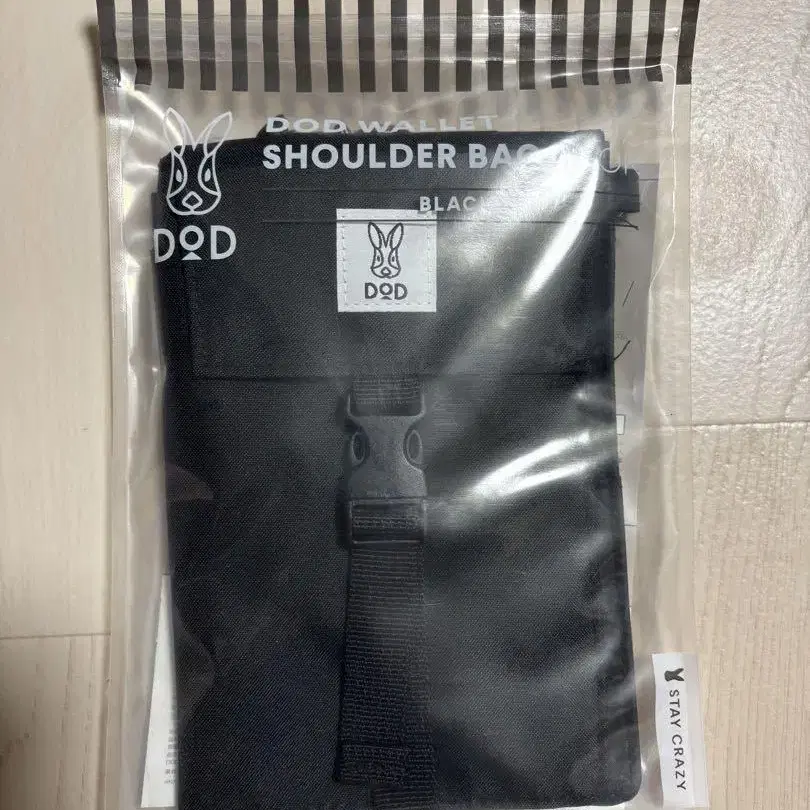 DOD WALLET
SHOULDER BAG
BLACK
DOD
DOD
STAY CRAZY